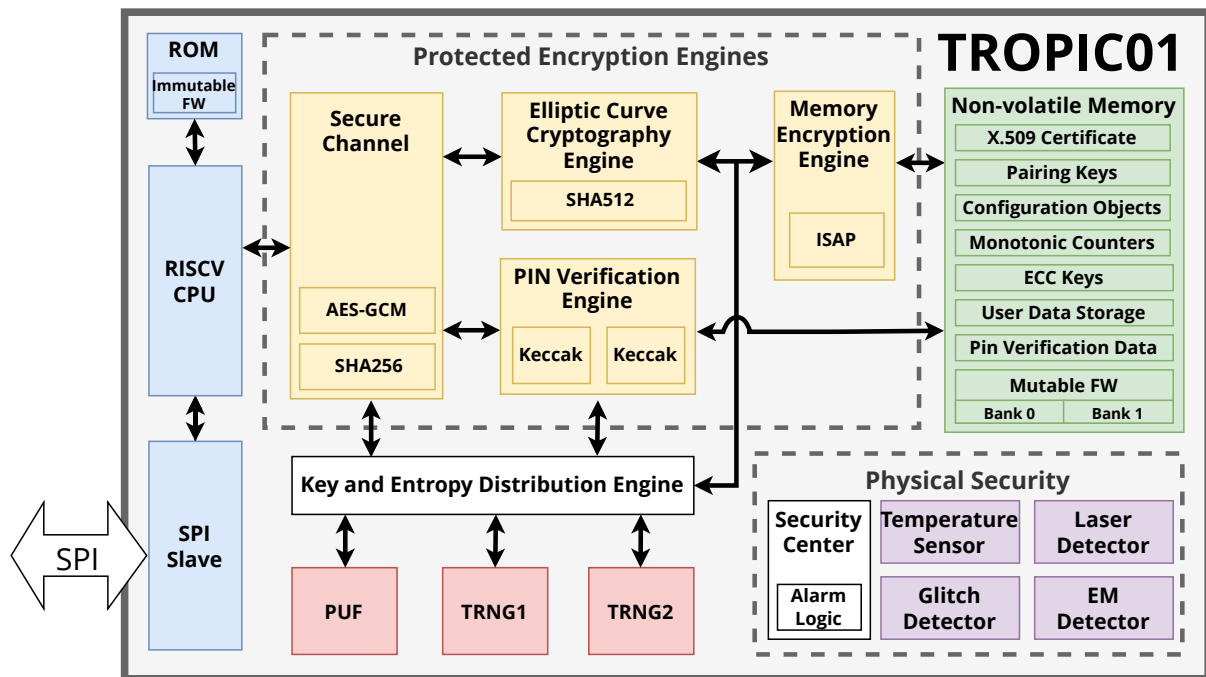 TROPIC01
ROM
Immutable
FW
RISCV
CPU
SPI
Slave
SPI
Protected Encryption Engines
Secure
Channel
AES-GCM
SHA256
Elliptic Curve
Cryptography
Engine
SHA512
PIN Verification
Engine
Keccak
Keccak
Memory
Encryption
Engine
ISAP
Non-volatile Memory
X.509 Certificate
Pairing Keys
Configuration Objects
Monotonic Counters
ECC Keys
User Data Storage
Pin Verification Data
Mutable FW
Bank 0
Bank 1
Key and Entropy Distribution Engine
PUF
TRNG1
TRNG2
Physical Security
Security
Center
Alarm
Logic
Temperature
Sensor
Laser
Detector
Glitch
Detector
EM
Detector